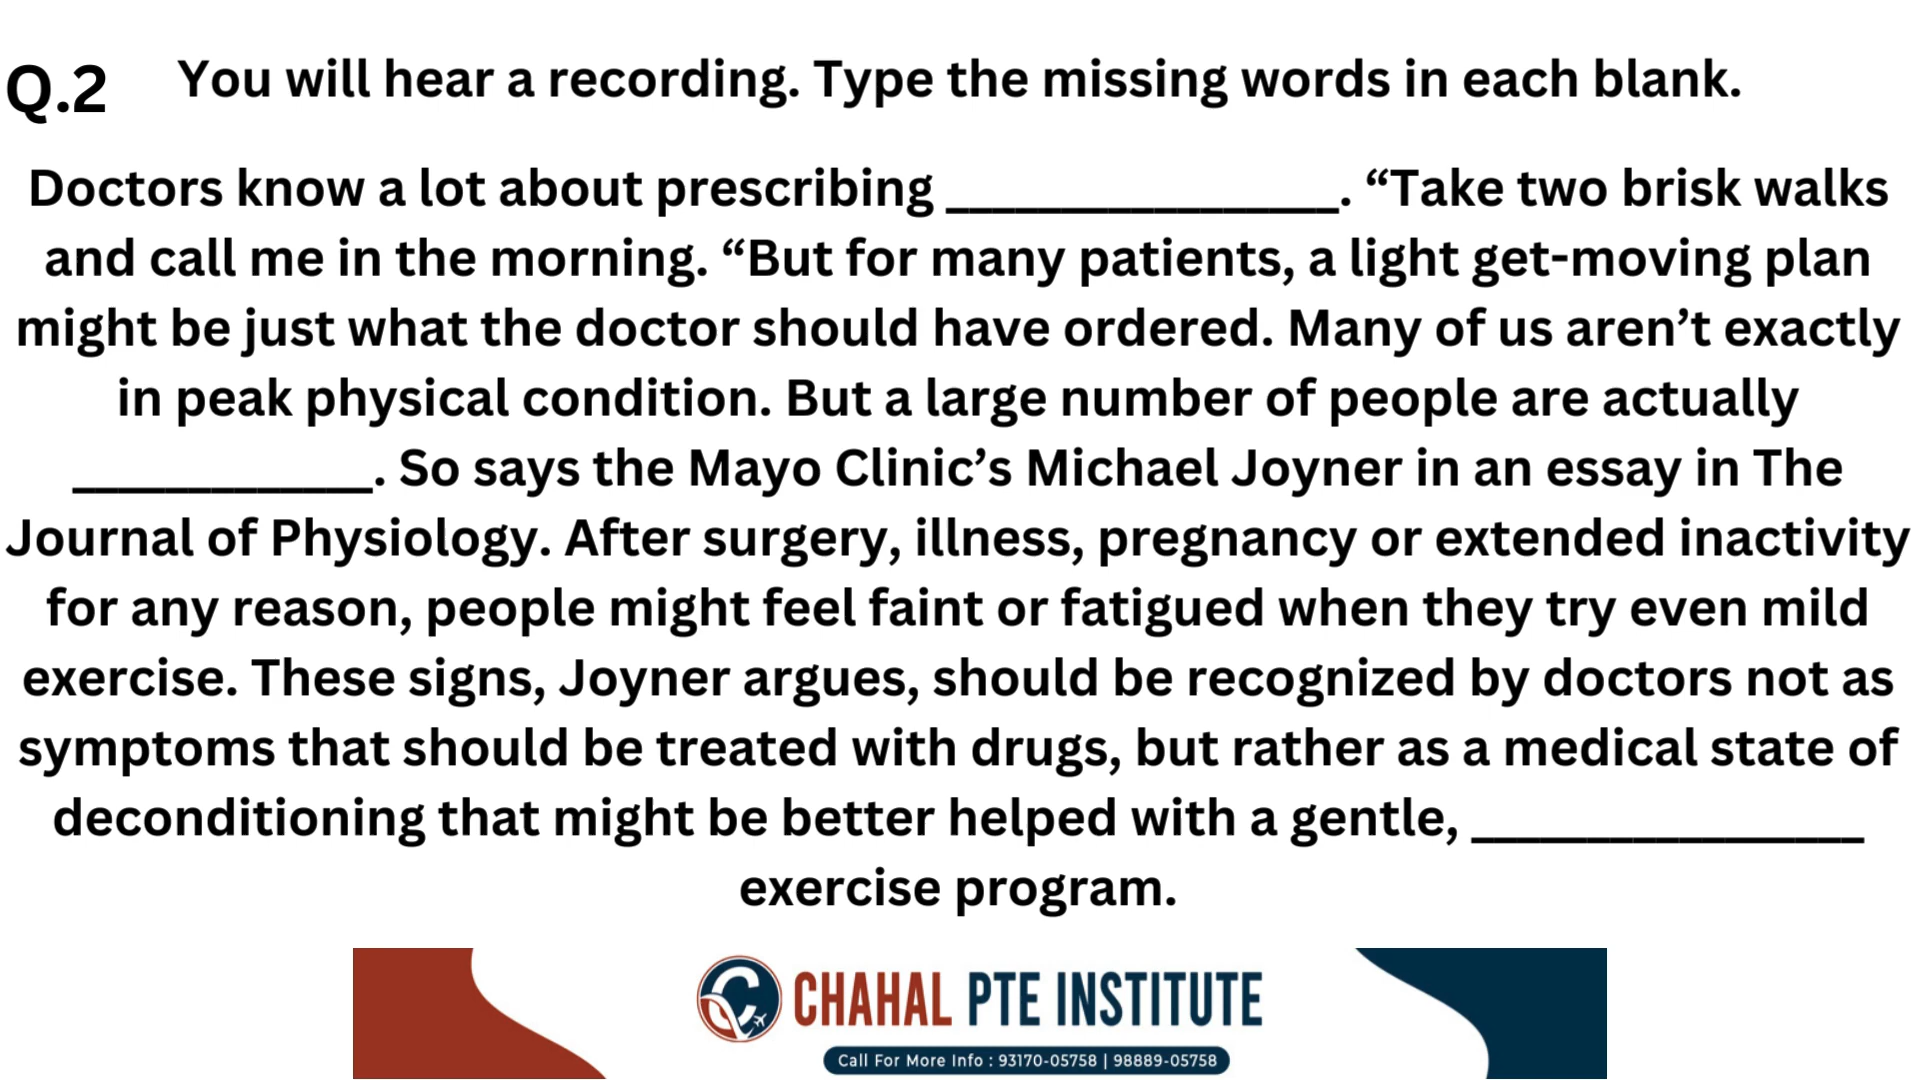 Q.2 You will hear a recording. Type the missing words in each blank.
Doctors know a lot about prescribing _________________. “Take two brisk walks
and call me in the morning. “But for many patients, a light get-moving plan
might be just what the doctor should have ordered. Many of us aren’t exactly
in peak physical condition. But a large number of people are actually
_____________. So says the Mayo Clinic’s Michael Joyner in an essay in The
Journal of Physiology. After surgery, illness, pregnancy or extended inactivity
for any reason, people might feel faint or fatigued when they try even mild
exercise. These signs, Joyner argues, should be recognized by doctors not as
symptoms that should be treated with drugs, but rather as a medical state of
deconditioning that might be better helped with a gentle, _________________
exercise program.
CHAHAL PTE INSTITUTE
Call For More Info : 93170-05758 | 98889-05758